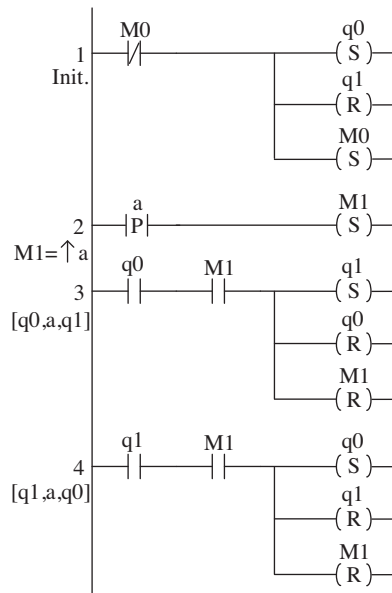 M0 q0
1 S
Init. q1
R
M0
S
a M1
2 P S
M1=↑a
q0 M1 q1
3 S
[q0,a,q1] q0
R
M1
R
q1 M1 q0
4 S
[q1,a,q0] q1
R
M1
R